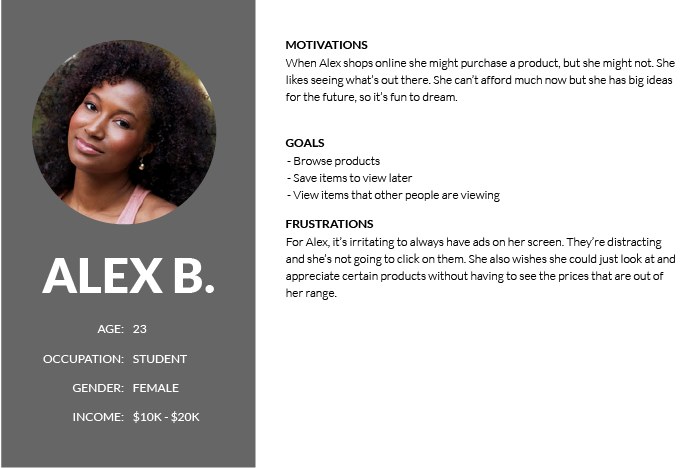 ALEX B.
AGE: 23
OCCUPATION: STUDENT
GENDER: FEMALE
INCOME: $10K - $20K
MOTIVATIONS
When Alex shops online she might purchase a product, but she might not. She
likes seeing what's out there. She can't afford much now but she has big ideas
for the future, so it's fun to dream.
GOALS
- Browse products
- Save items to view later
- View items that other people are viewing
FRUSTRATIONS
For Alex, it's irritating to always have ads on her screen. They're distracting
and she's not going to click on them. She also wishes she could just look at and
appreciate certain products without having to see the prices that are out of
her range.